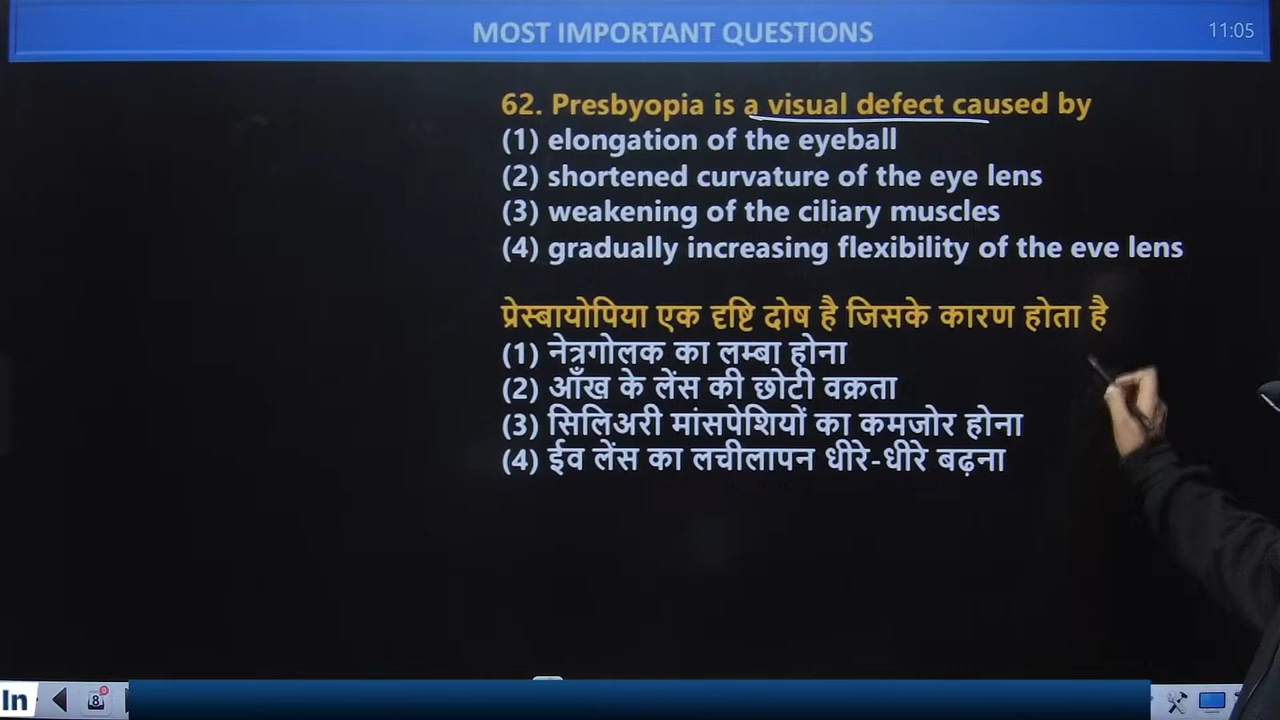 MOST IMPORTANT QUESTIONS
11:05
62. Presbyopia is a visual defect caused by
(1) elongation of the eyeball
(2) shortened curvature of the eye lens
(3) weakening of the ciliary muscles
(4) gradually increasing flexibility of the eve lens
प्रेस्बायोपिया एक दृष्टि दोष है जिसके कारण होता है
(1) नेत्रगोलक का लम्बा होना
(2) आँख के लेंस की छोटी वक्रता
(3) सिलिअरी मांसपेशियों का कमजोर होना
(4) ईव लेंस का लचीलापन धीरे-धीरे बढ़ना
In
8